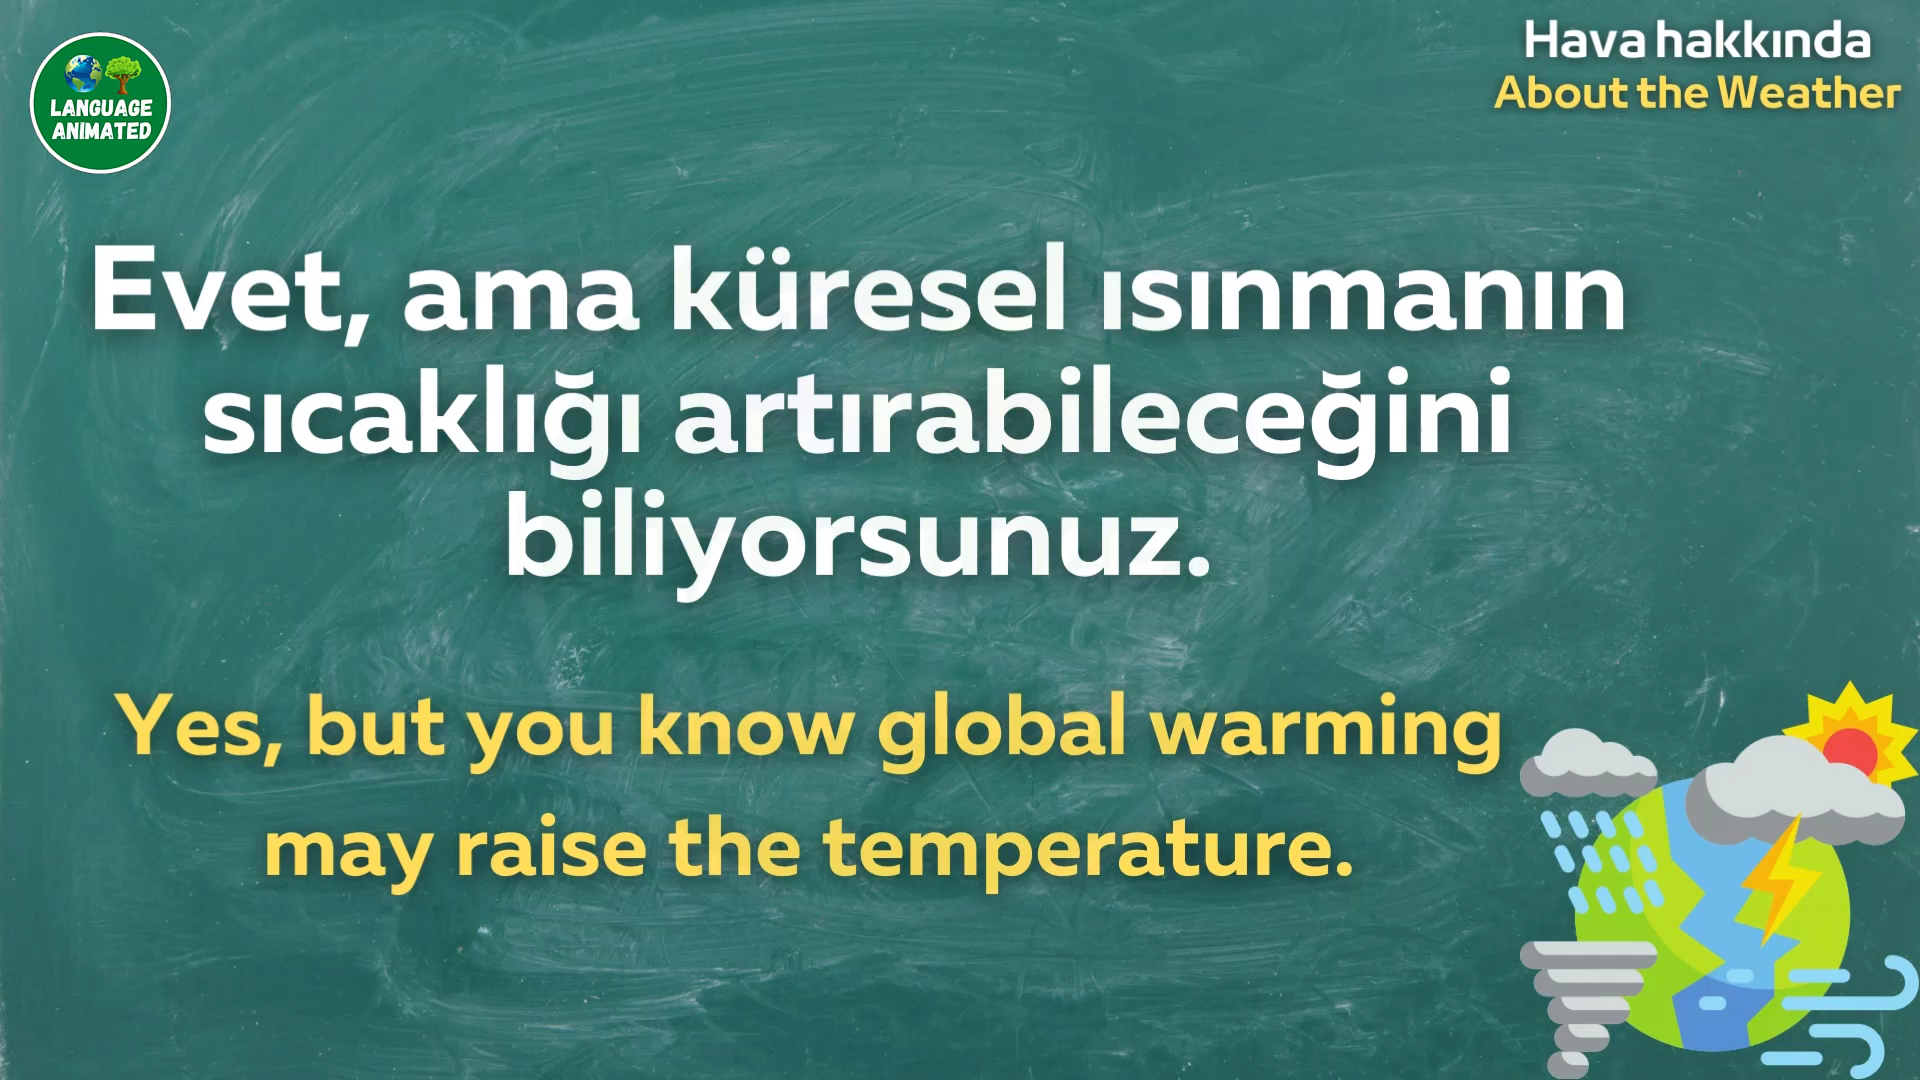 LANGUAGE
ANIMATED
Hava hakkında
About the Weather
Evet, ama küresel ısınmanın
sıcaklığı artırabileceğini
biliyorsunuz.
Yes, but you know global warming
may raise the temperature.